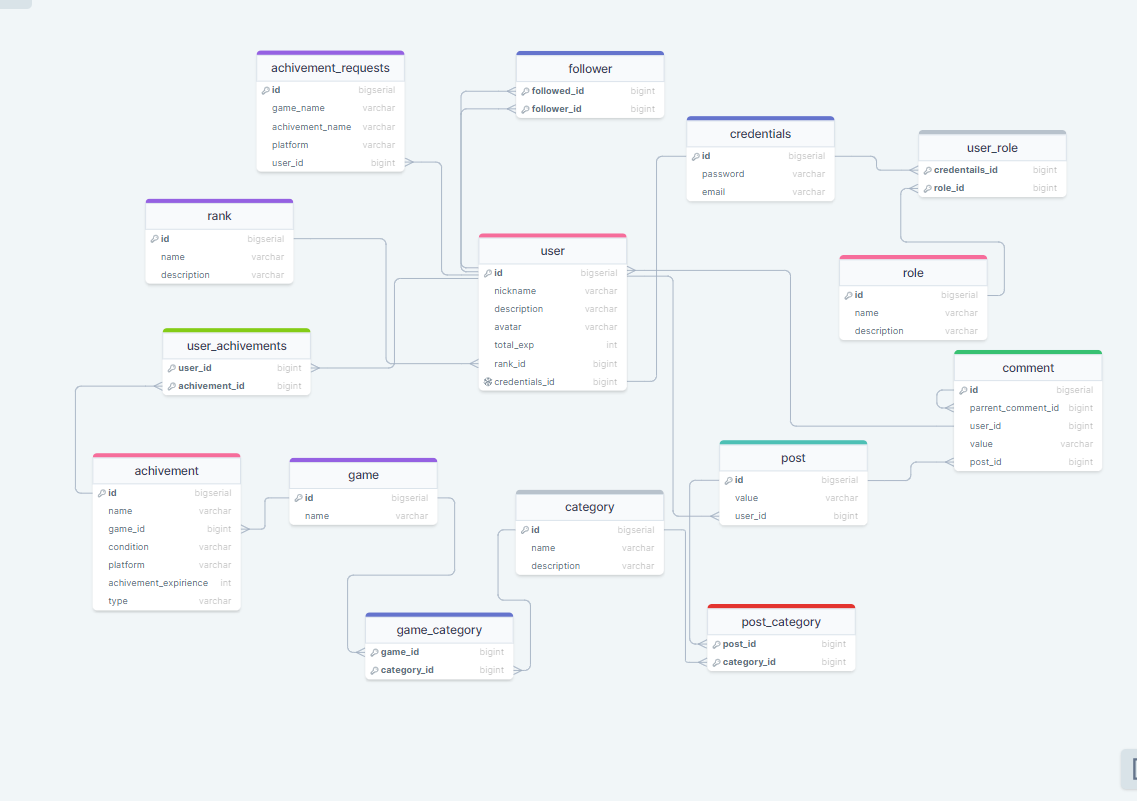 achivement_requests
id bigserial
game_name varchar
achivement_name varchar
platform varchar
user_id bigint
follower
followed_id bigint
follower_id bigint
credentials
id bigserial
password varchar
email varchar
user_role
credentails_id bigint
role_id bigint
rank
id bigserial
name varchar
description varchar
user
id bigserial
nickname varchar
description varchar
avatar varchar
total_exp int
rank_id bigint
credentials_id bigint
role
id bigserial
name varchar
description varchar
user_achivements
user_id bigint
achivement_id bigint
comment
id bigserial
parrent_comment_id bigint
user_id bigint
value varchar
post_id bigint
achivement
id bigserial
name varchar
game_id bigint
condition varchar
platform varchar
achivement_expirience int
type varchar
game
id bigserial
name varchar
post
id bigserial
value varchar
user_id bigint
category
id bigserial
name varchar
description varchar
game_category
game_id bigint
category_id bigint
post_category
post_id bigint
category_id bigint